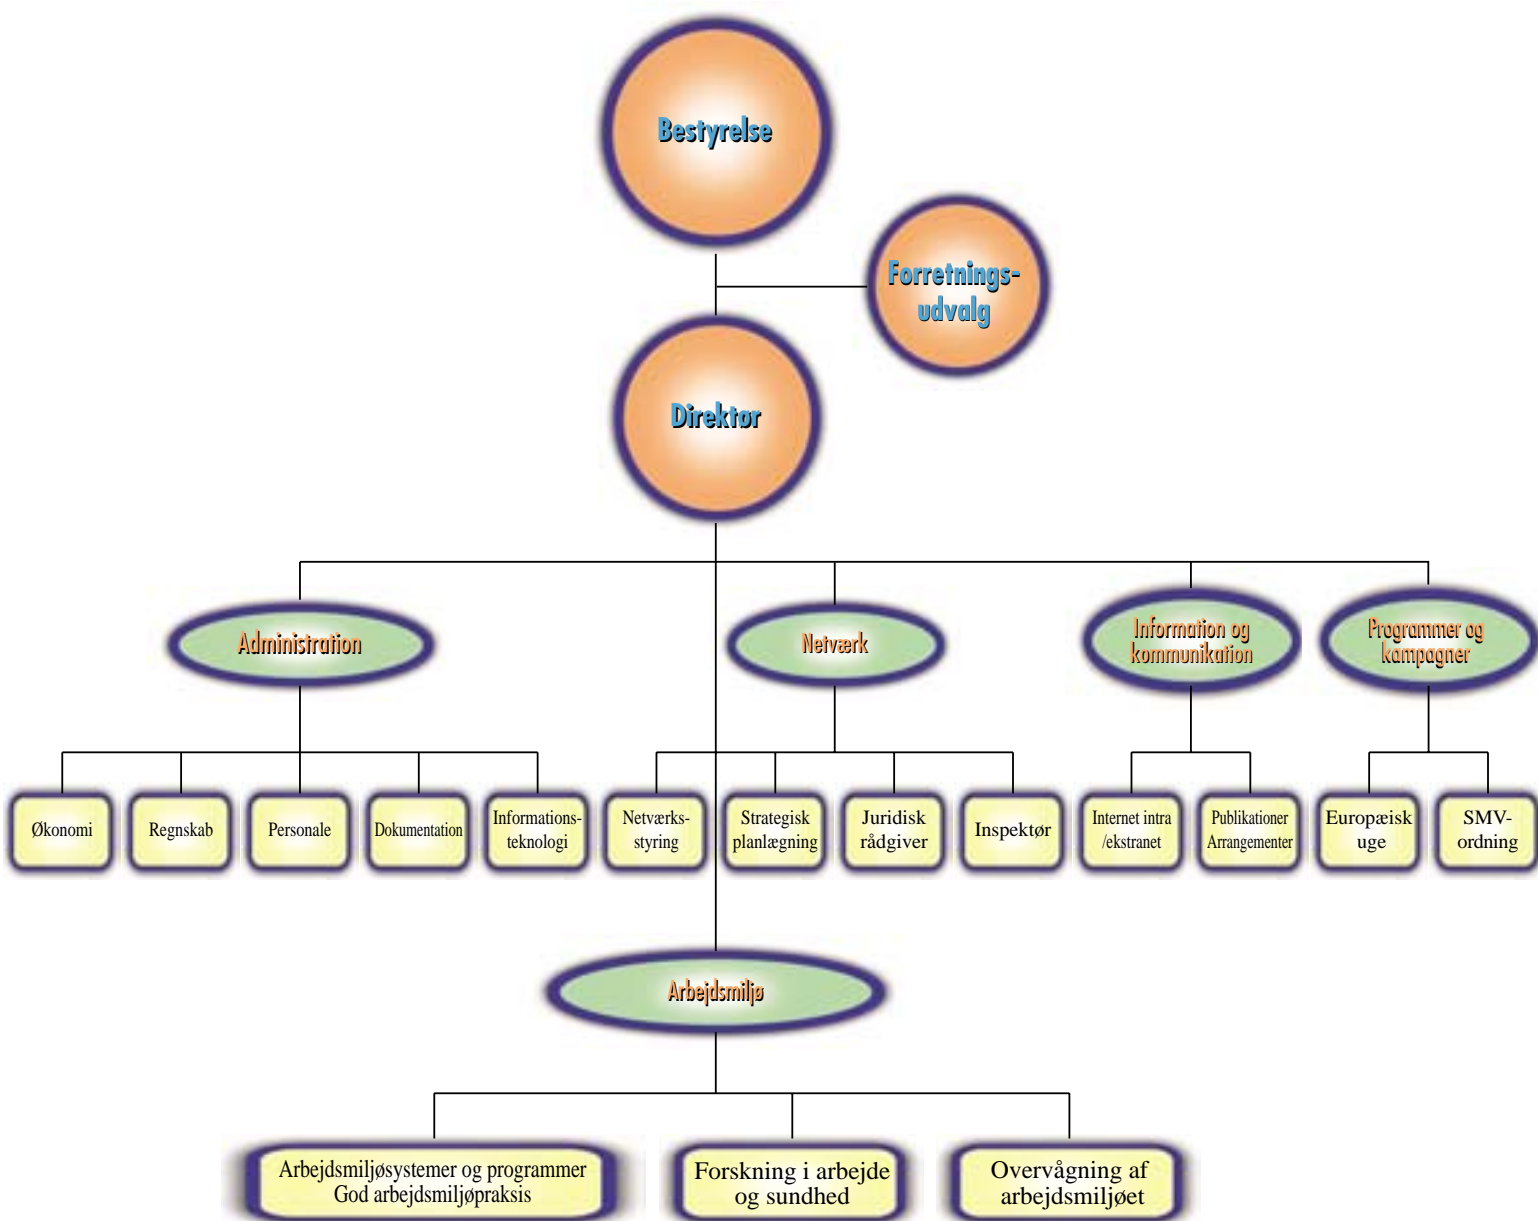 Bestyrelse
Forretnings-
udvalg
Direktør
Administration
Netværk
Information og
kommunikation
Programmer og
kampagner
Økonomi
Regnskab
Personale
Dokumentation
Informations-
teknologi
Netværks-
styring
Strategisk
planlægning
Juridisk
rådgiver
Inspektør
Internet intra
/ekstranet
Publikationer
Arrangementer
Europæisk
uge
SMV-
ordning
Arbejdsmiljø
Arbejdsmiljøsystemer og programmer
God arbejdsmiljøpraksis
Forskning i arbejde
og sundhed
Overvågning af
arbejdsmiljøet